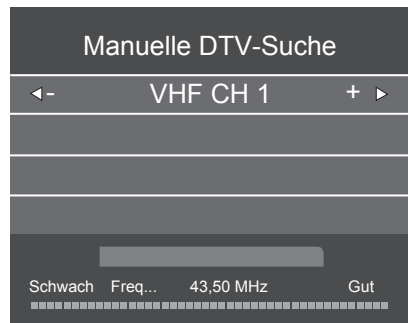 Manuelle DTV-Suche
- VHF CH 1 +
Schwach Freq... 43,50 MHz Gut